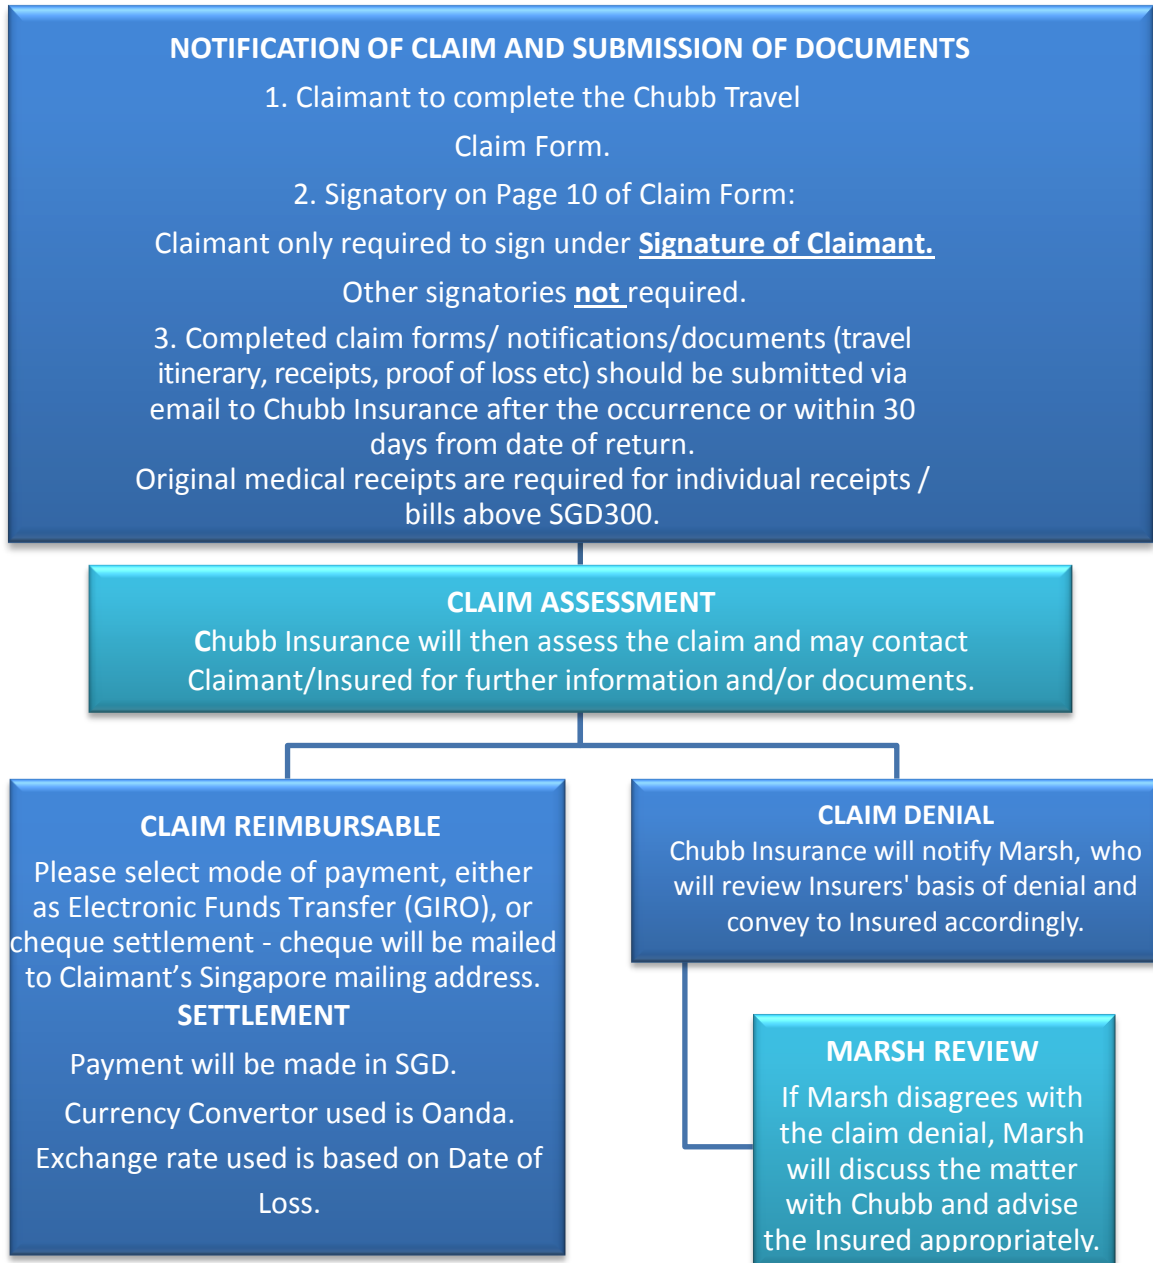 NOTIFICATION OF CLAIM AND SUBMISSION OF DOCUMENTS
1. Claimant to complete the Chubb Travel
Claim Form.
2. Signatory on Page 10 of Claim Form:
Claimant only required to sign under Signature of Claimant.
Other signatories not required.
3. Completed claim forms/ notifications/documents (travel
itinerary, receipts, proof of loss etc) should be submitted via
email to Chubb Insurance after the occurrence or within 30
days from date of return.
Original medical receipts are required for individual receipts /
bills above SGD300.
CLAIM ASSESSMENT
Chubb Insurance will then assess the claim and may contact
Claimant/Insured for further information and/or documents.
CLAIM REIMBURSABLE
Please select mode of payment, either
as Electronic Funds Transfer (GIRO), or
cheque settlement - cheque will be mailed
to Claimant’s Singapore mailing address.
SETTLEMENT
Payment will be made in SGD.
Currency Convertor used is Oanda.
Exchange rate used is based on Date of
Loss.
CLAIM DENIAL
Chubb Insurance will notify Marsh, who
will review Insurers' basis of denial and
convey to Insured accordingly.
MARSH REVIEW
If Marsh disagrees with
the claim denial, Marsh
will discuss the matter
with Chubb and advise
the Insured appropriately.